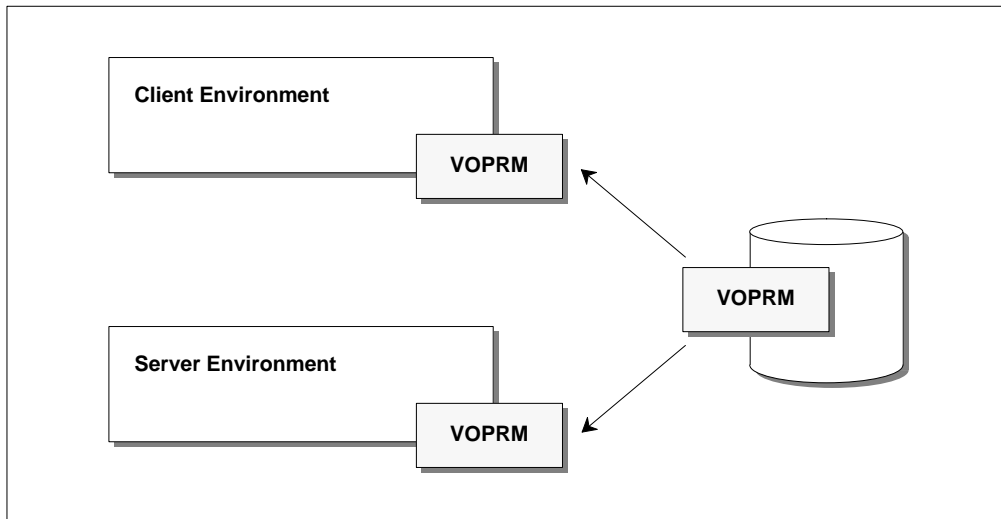 Client Environment
VOPRM
VOPRM
Server Environment
VOPRM